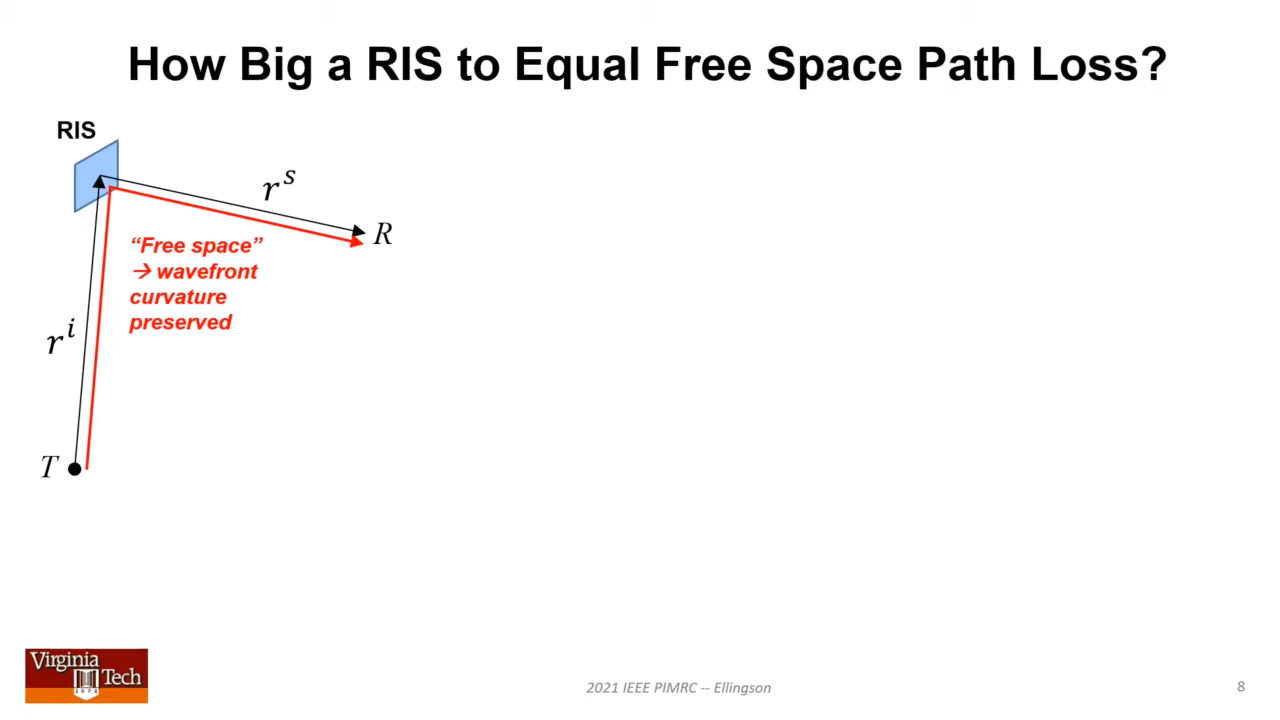 How Big a RIS to Equal Free Space Path Loss?
RIS
r^s
R
“Free space”
→ wavefront
curvature
preserved
r^i
T
Virginia
Tech
1872
2021 IEEE PIMRC -- Ellingson
8